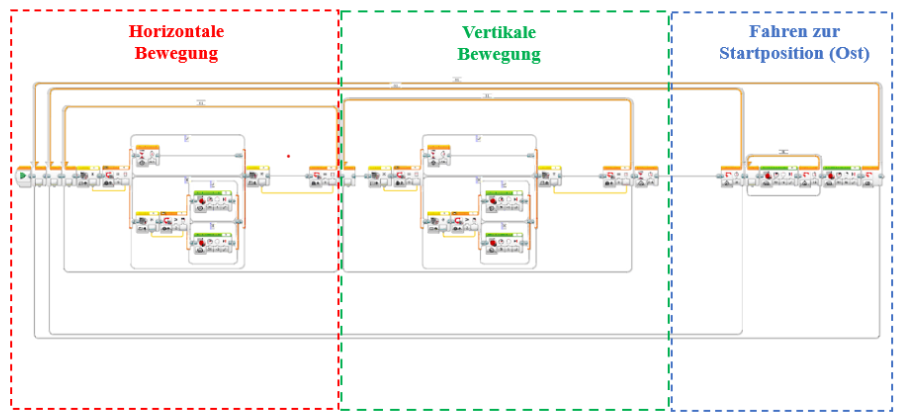 Horizontale
Bewegung
Vertikale
Bewegung
Fahren zur
Startposition (Ost)